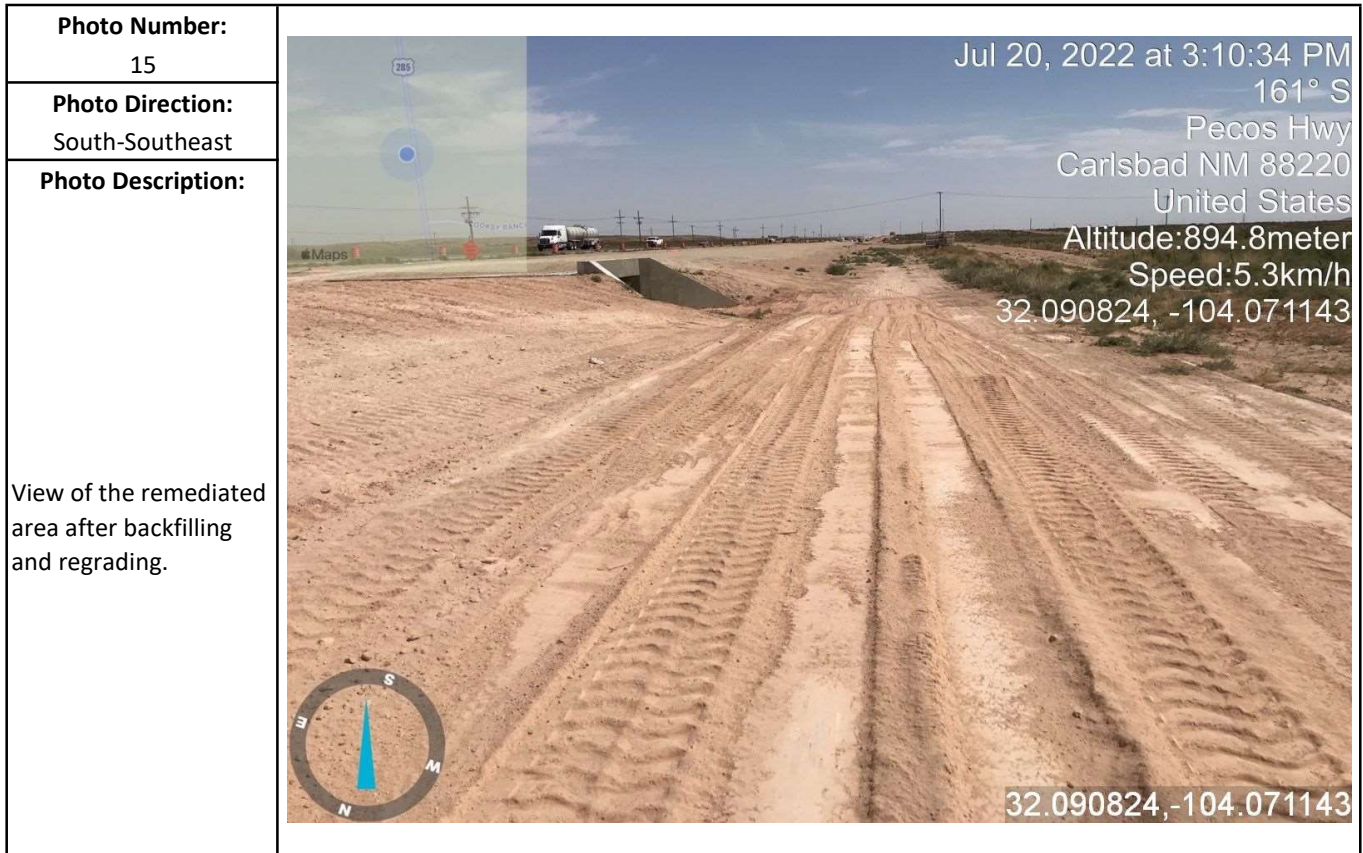 Photo Number:
15
Photo Direction:
South-Southeast
Photo Description:
View of the remediated
area after backfilling
and regrading.
285
Maps
Jul 20, 2022 at 3:10:34 PM
161° S
Pecos Hwy
Carlsbad NM 88220
United States
Altitude:894.8meter
Speed:5.3km/h
32.090824, -104.071143
S
E
W
N
32.090824,-104.071143